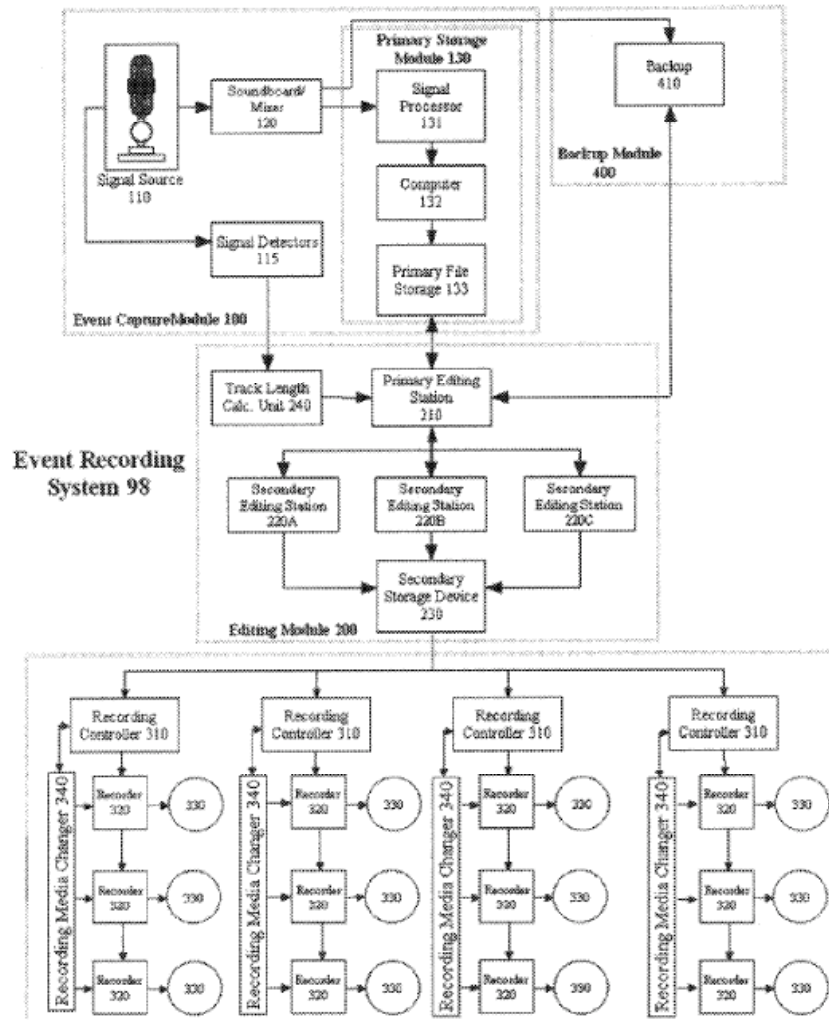 Primary Storage
Module 130
Signal
Processor
131
Computer
132
Primary File
Storage 133
Soundboard/
Mixer
120
Signal Source
110
Signal Detectors
115
Event CaptureModule 100
Backup
410
Backup Module
400
Track Length
Calc. Unit 240
Primary Editing
Station
210
Event Recording
System 98
Secondary
Editing Station
220A
Secondary
Editing Station
220B
Secondary
Editing Station
220C
Secondary
Storage Device
230
Editing Module 200
Recording
Controller 310
Recording
Controller 310
Recording
Controller 310
Recording
Controller 310
Recording Media Changer 340
Recorder
320
330
Recorder
320
330
Recorder
320
330
Recording Media Changer 340
Recorder
320
330
Recorder
320
330
Recorder
320
330
Recording Media Changer 340
Recorder
320
330
Recorder
320
330
Recorder
320
330
Recording Media Changer 340
Recorder
320
330
Recorder
320
330
Recorder
320
330